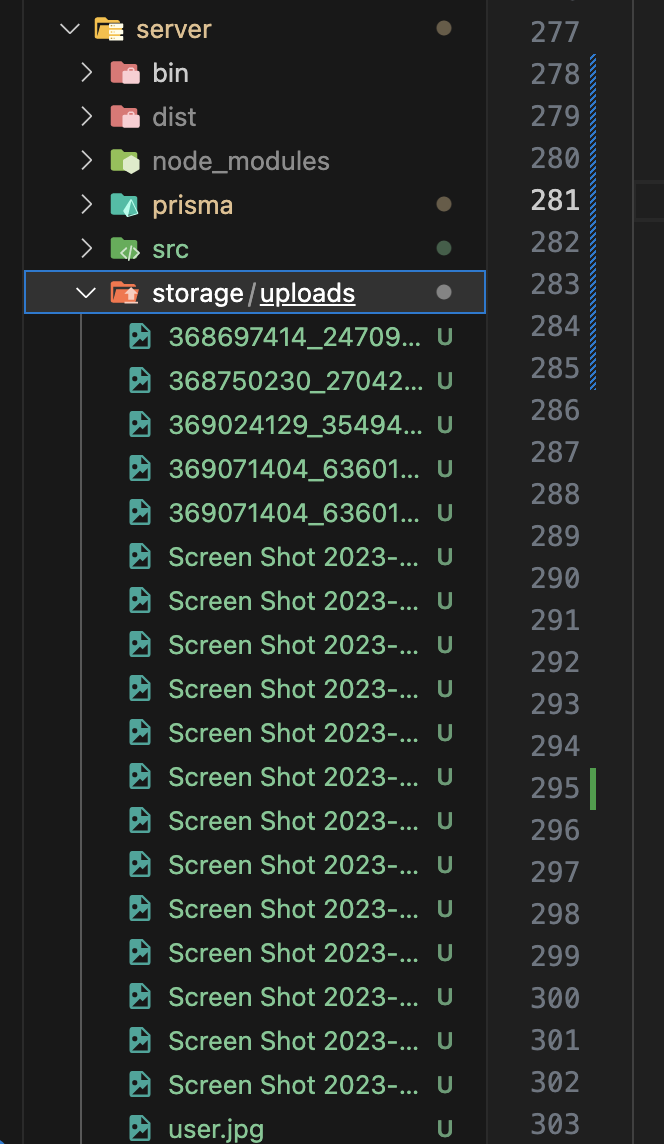 server
bin
dist
node_modules
prisma
src
storage/uploads
368697414_24709... U
368750230_27042... U
369024129_35494... U
369071404_63601... U
369071404_63601... U
Screen Shot 2023-... U
Screen Shot 2023-... U
Screen Shot 2023-... U
Screen Shot 2023-... U
Screen Shot 2023-... U
Screen Shot 2023-... U
Screen Shot 2023-... U
Screen Shot 2023-... U
Screen Shot 2023-... U
Screen Shot 2023-... U
Screen Shot 2023-... U
Screen Shot 2023-... U
Screen Shot 2023-... U
user.jpg U
277
278
279
280
281
282
283
284
285
286
287
288
289
290
291
292
293
294
295
296
297
298
299
300
301
302
303